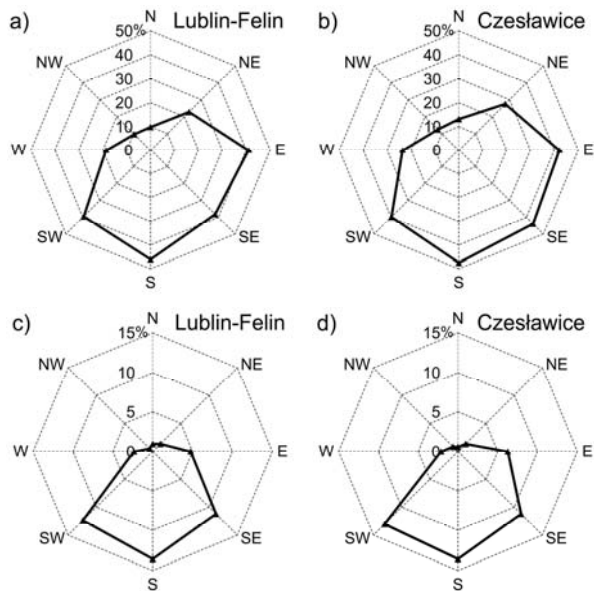 a) Lublin-Felin
N
50%
40
30
20
10
0
NE
E
SE
S
SW
W
NW
b) Czesławice
N
50%
40
30
20
10
0
NE
E
SE
S
SW
W
NW
c) Lublin-Felin
N
15%
10
5
0
NE
E
SE
S
SW
W
NW
d) Czesławice
N
15%
10
5
0
NE
E
SE
S
SW
W
NW